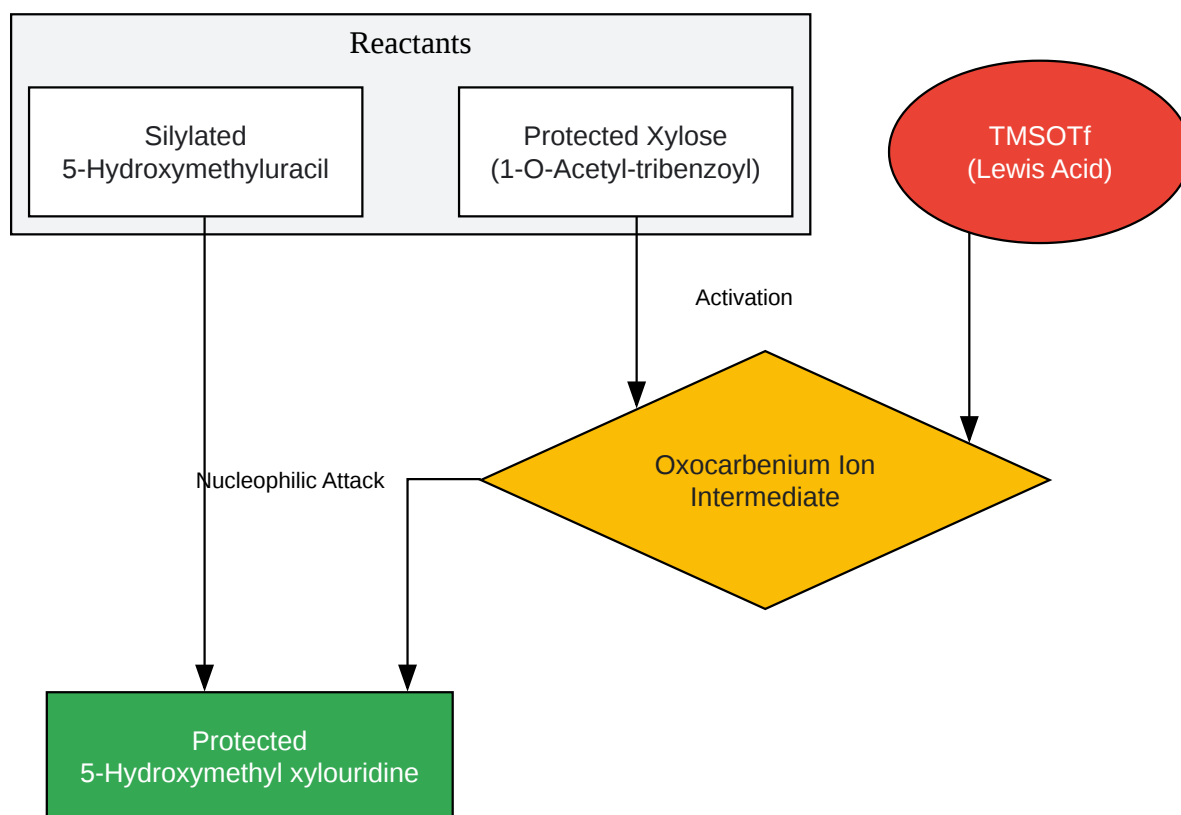 Reactants
Silylated
5-Hydroxymethyluracil
Protected Xylose
(1-O-Acetyl-tribenzoyl)
TMSOTf
(Lewis Acid)
Activation
Oxocarbenium Ion
Intermediate
Nucleophilic Attack
Protected
5-Hydroxymethyl xylouridine